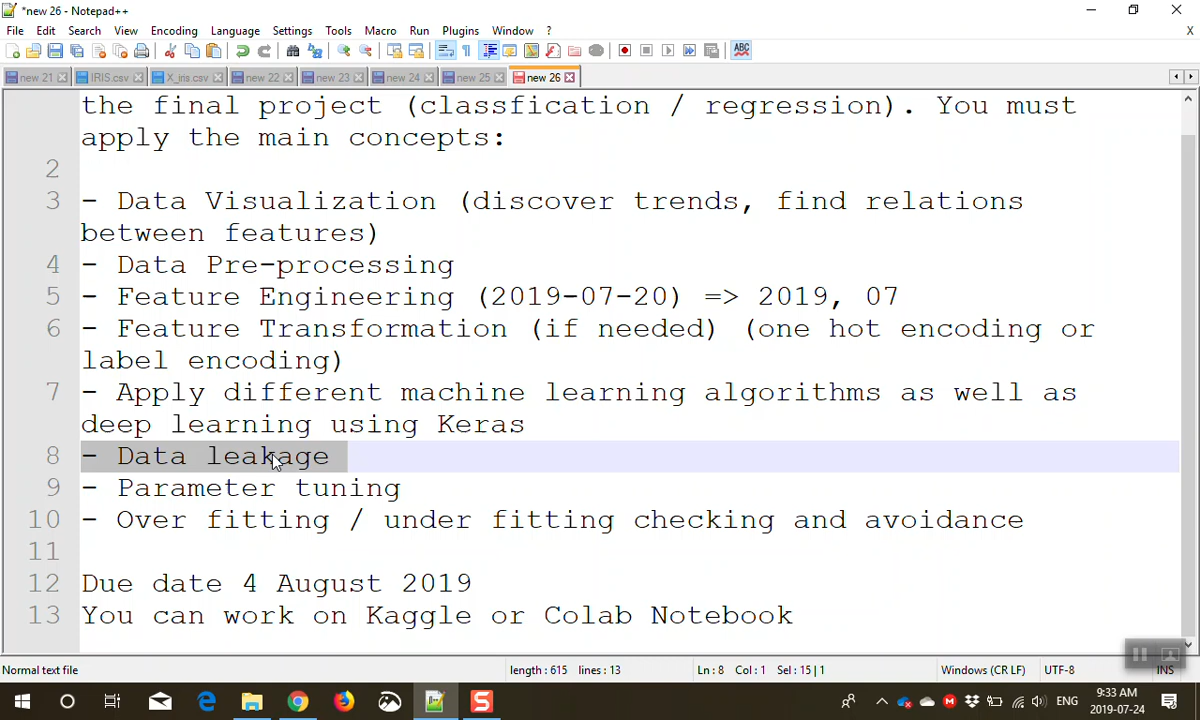 *new 26 - Notepad++
File Edit Search View Encoding Language Settings Tools Macro Run Plugins Window ? X
ABC
new 21 IRIS.csv X_iris.csv new 22 new 23 new 24 new 25 new 26
the final project (classfication / regression). You must
apply the main concepts:
2
3 - Data Visualization (discover trends, find relations
between features)
4 - Data Pre-processing
5 - Feature Engineering (2019-07-20) => 2019, 07
6 - Feature Transformation (if needed) (one hot encoding or
label encoding)
7 - Apply different machine learning algorithms as well as
deep learning using Keras
8 - Data leakage
9 - Parameter tuning
10 - Over fitting / under fitting checking and avoidance
11
12 Due date 4 August 2019
13 You can work on Kaggle or Colab Notebook
Normal text file length : 615 lines : 13 Ln : 8 Col : 1 Sel : 15 | 1 Windows (CR LF) UTF-8 INS
ENG 9:33 AM
2019-07-24